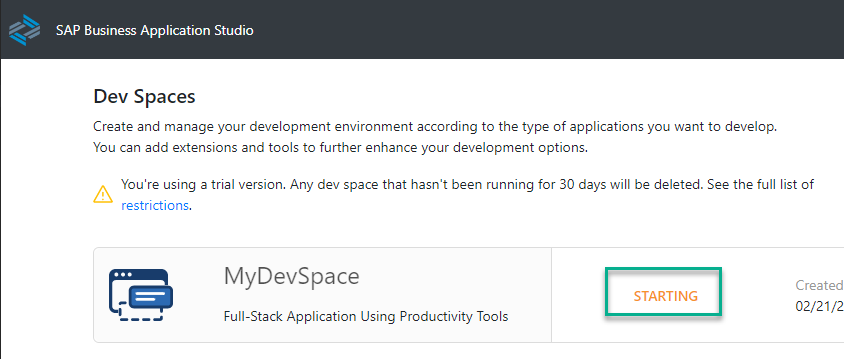 SAP Business Application Studio
Dev Spaces
Create and manage your development environment according to the type of applications you want to develop.
You can add extensions and tools to further enhance your development options.
You're using a trial version. Any dev space that hasn't been running for 30 days will be deleted. See the full list of
restrictions.
MyDevSpace
Full-Stack Application Using Productivity Tools
STARTING
Created
02/21/2